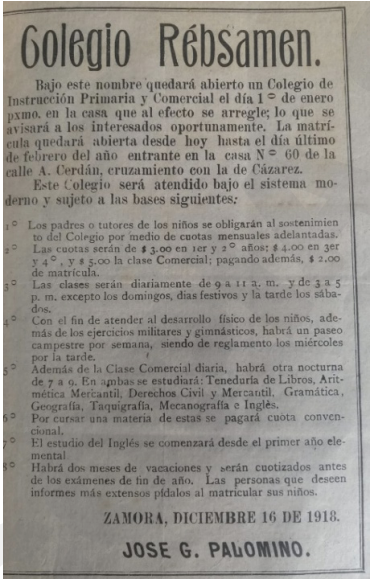 Colegio Rébsamen.
Bajo este nombre quedará abierto un Colegio de
Instrucción Primaria y Comercial el día 1º de enero
pxmo. en la casa que al efecto se arregle; lo que se
avisará a los interesados oportunamente. La matrí-
cula quedará abierta desde hoy hasta el día último
de febrero del año entrante en la casa Nº 60 de la
calle A. Cerdán, cruzamiento con la de Cázarez.
Este Colegio será atendido bajo el sistema mo-
derno y sujeto a las bases siguientes:
1º Los padres o tutores de los niños se obligarán al sostenimien
to del Colegio por medio de cuotas mensuales adelantadas.
2º Las cuotas serán de $ 3.00 en 1er y 2º años; $ 4.00 en 3er
y 4º, y $ 5.00 la clase Comercial; pagando además, $ 2.00
de matrícula.
3º Las clases serán diariamente de 9 a 11 a. m. y de 3 a 5
p. m. excepto los domingos, días festivos y la tarde los sába-
dos.
4º Con el fin de atender al desarrollo físico de los niños, ade-
más de los ejercicios militares y gimnásticos, habrá un paseo
campestre por semana, siendo de reglamento los miércoles
por la tarde.
5º Además de la Clase Comercial diaria, habrá otra nocturna
de 7 a 9. En ambas se estudiará: Teneduría de Libros, Arit-
mética Mercantil, Derechos Civil y Mercantil, Gramática,
Geografía, Taquigrafía, Mecanografía e Inglés.
6º Por cursar una materia de estas se pagará cuota conven-
cional.
7º El estudio del Inglés se comenzará desde el primer año ele-
mental
8º Habrá dos meses de vacaciones y serán cuotizados antes
de los exámenes de fin de año. Las personas que deseen
informes más extensos pídalos al matricular sus niños.
ZAMORA, DICIEMBRE 16 DE 1918.
JOSE G. PALOMINO.